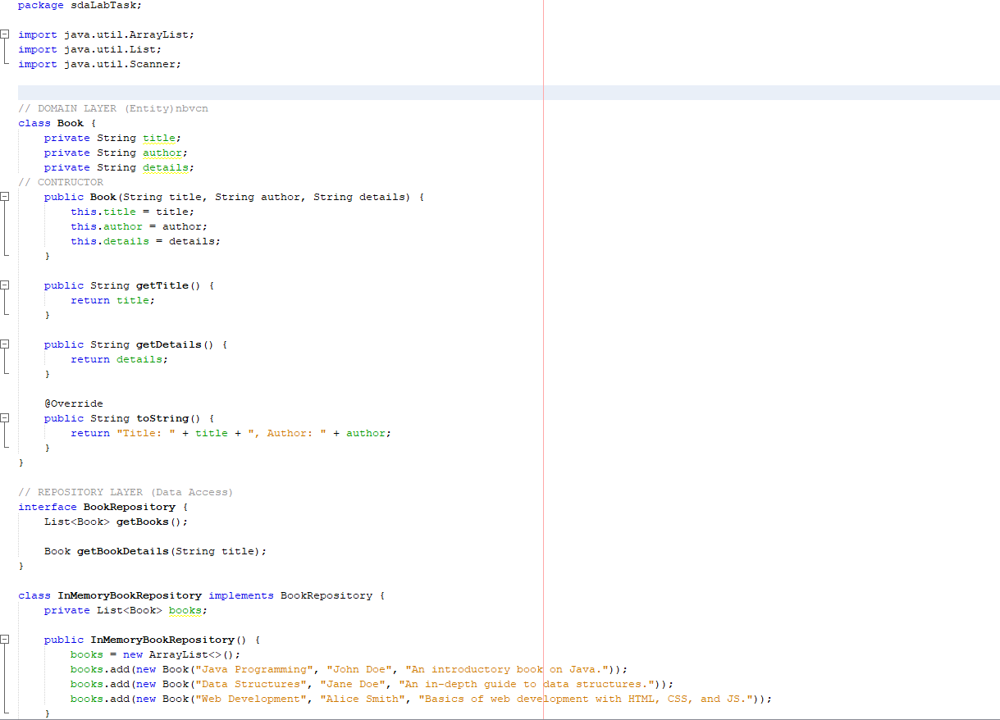 package sdaLabTask;
import java.util.ArrayList;
import java.util.List;
import java.util.Scanner;
// DOMAIN LAYER (Entity)nbvcn
class Book {
    private String title;
    private String author;
    private String details;
// CONTRUCTOR
    public Book(String title, String author, String details) {
        this.title = title;
        this.author = author;
        this.details = details;
    }
    public String getTitle() {
        return title;
    }
    public String getDetails() {
        return details;
    }
    @Override
    public String toString() {
        return "Title: " + title + ", Author: " + author;
    }
}
// REPOSITORY LAYER (Data Access)
interface BookRepository {
    List<Book> getBooks();
    Book getBookDetails(String title);
}
class InMemoryBookRepository implements BookRepository {
    private List<Book> books;
    public InMemoryBookRepository() {
        books = new ArrayList<>();
        books.add(new Book("Java Programming", "John Doe", "An introductory book on Java."));
        books.add(new Book("Data Structures", "Jane Doe", "An in-depth guide to data structures."));
        books.add(new Book("Web Development", "Alice Smith", "Basics of web development with HTML, CSS, and JS."));
    }